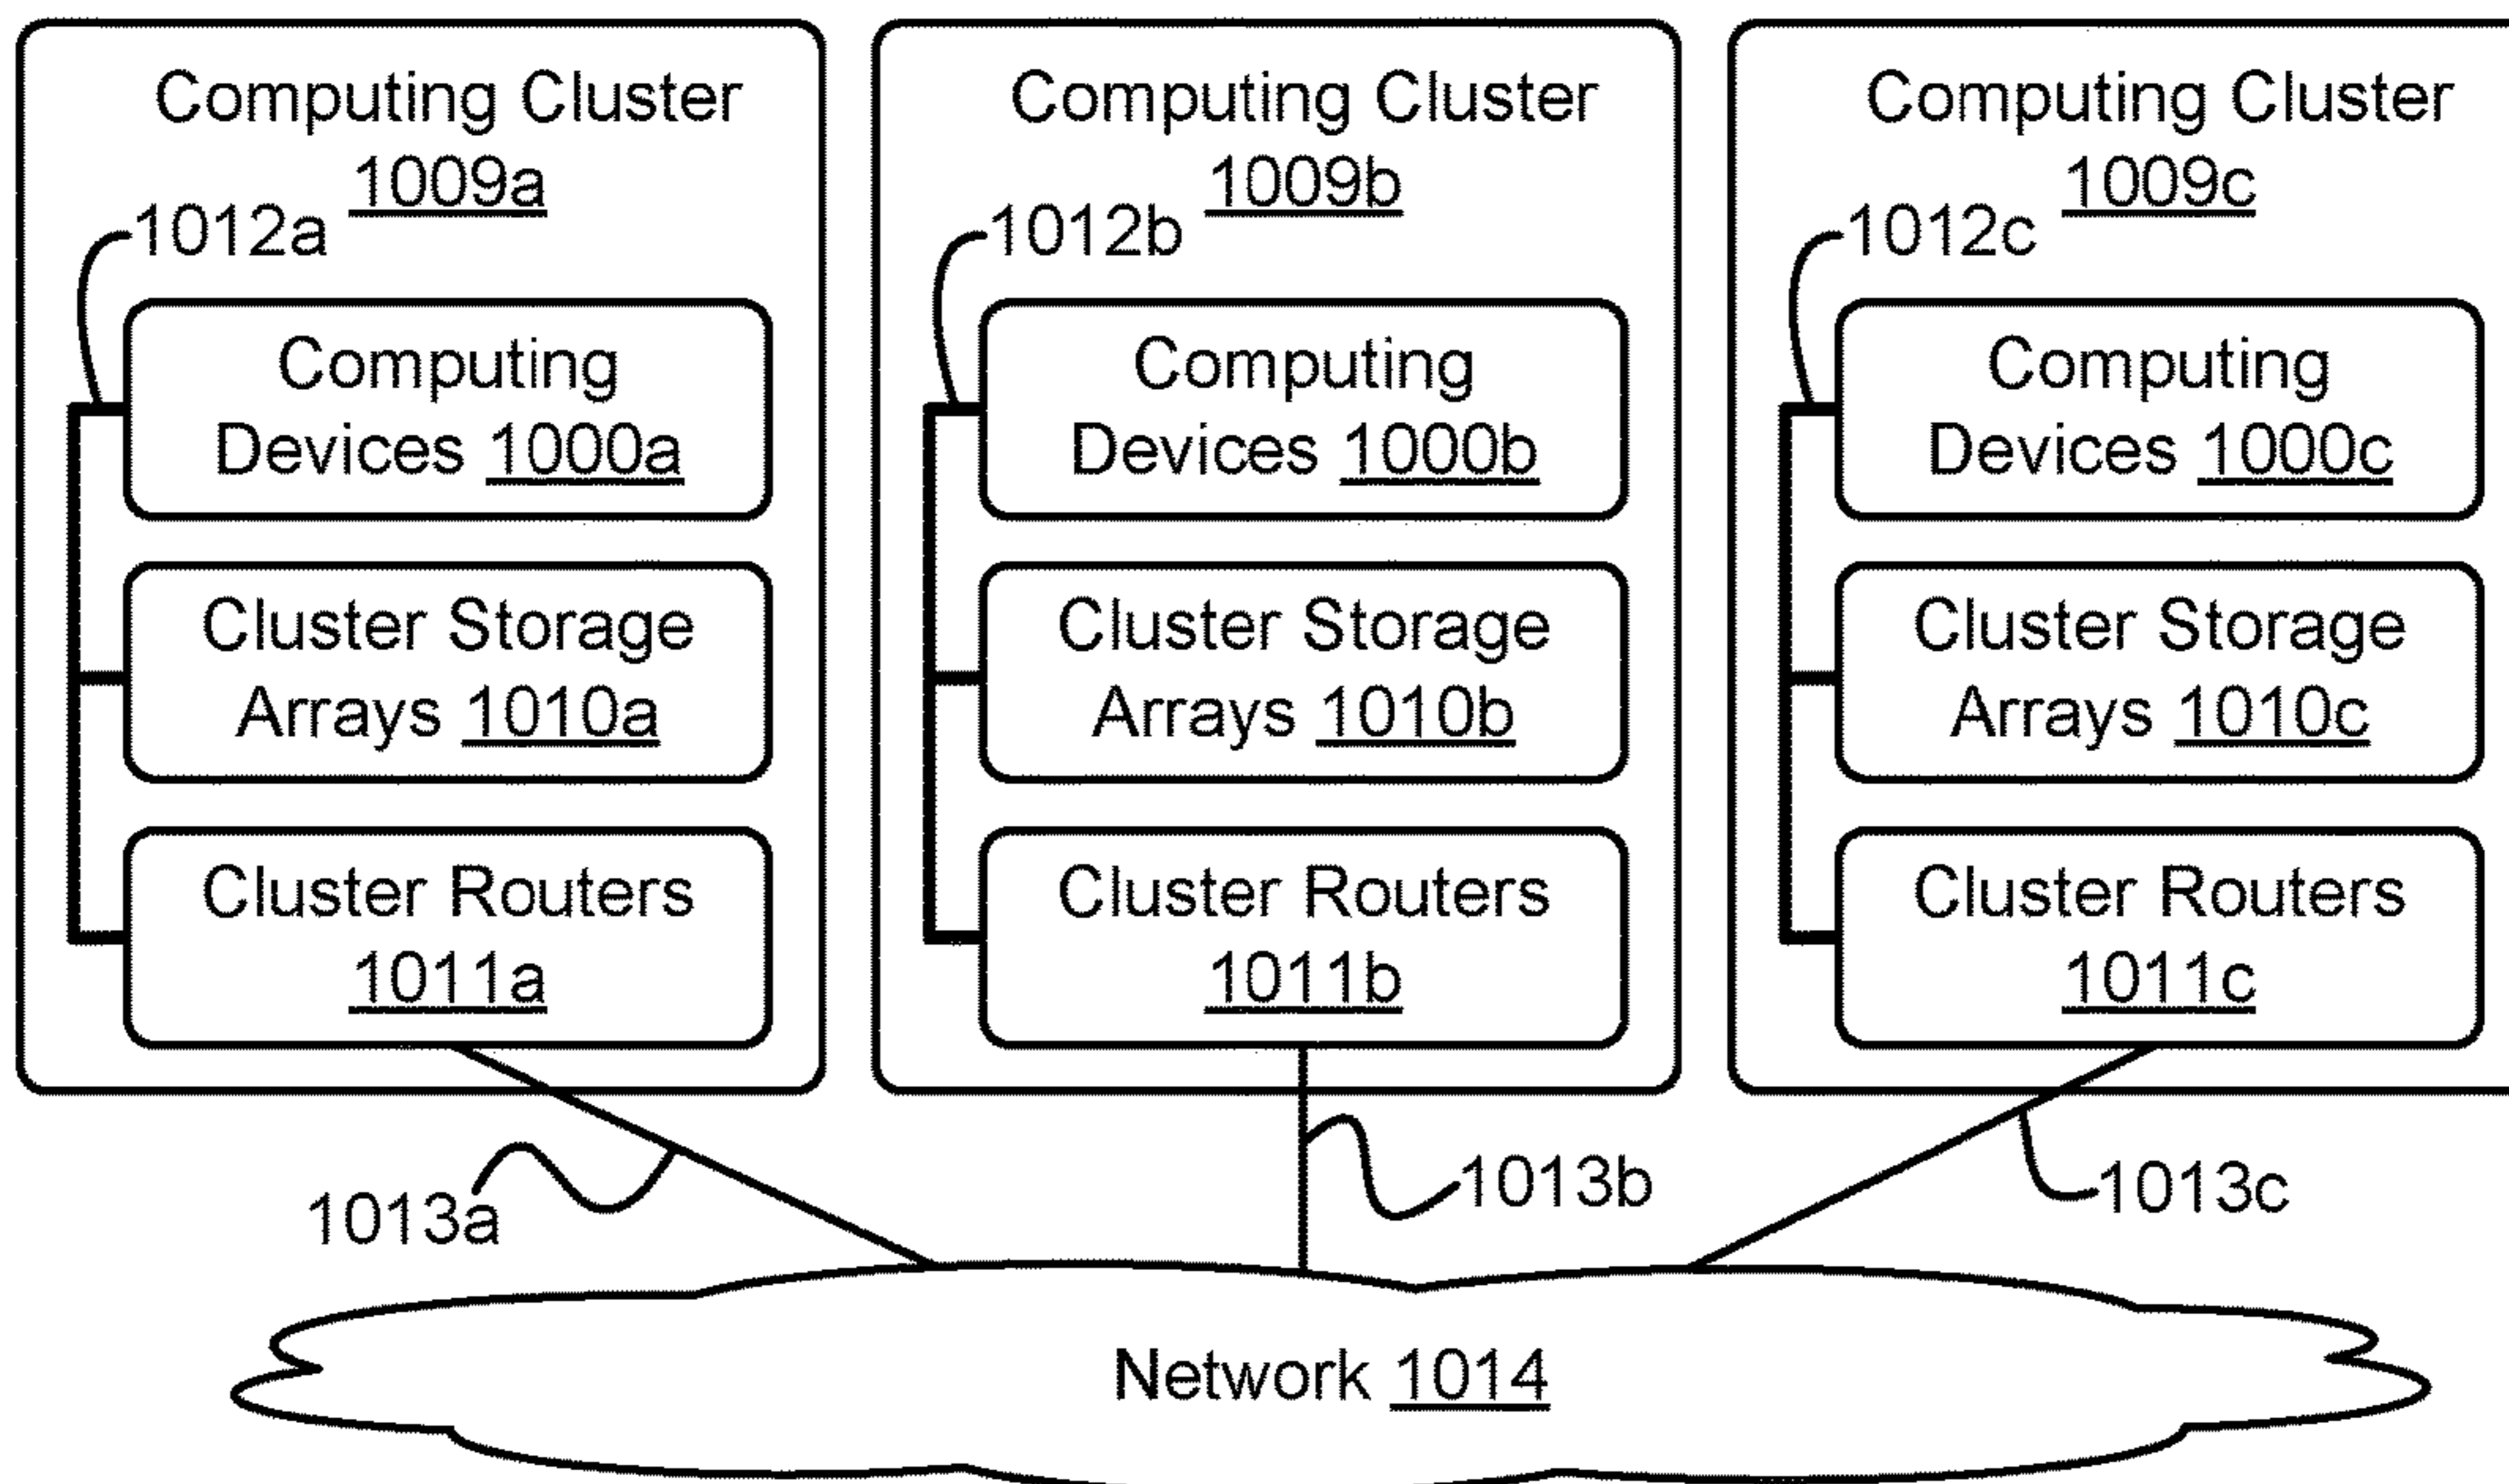 Computing Cluster
1009a
1012a
Computing
Devices 1000a
Cluster Storage
Arrays 1010a
Cluster Routers
1011a
Computing Cluster
1009b
1012b
Computing
Devices 1000b
Cluster Storage
Arrays 1010b
Cluster Routers
1011b
Computing Cluster
1009c
1012c
Computing
Devices 1000c
Cluster Storage
Arrays 1010c
Cluster Routers
1011c
1013a
1013b
1013c
Network 1014